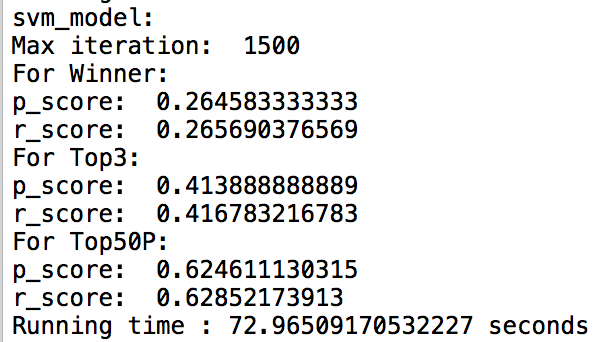 svm_model:
Max iteration:  1500
For Winner:
p_score:  0.264583333333
r_score:  0.265690376569
For Top3:
p_score:  0.413888888889
r_score:  0.416783216783
For Top50P:
p_score:  0.624611130315
r_score:  0.62852173913
Running time : 72.96509170532227 seconds